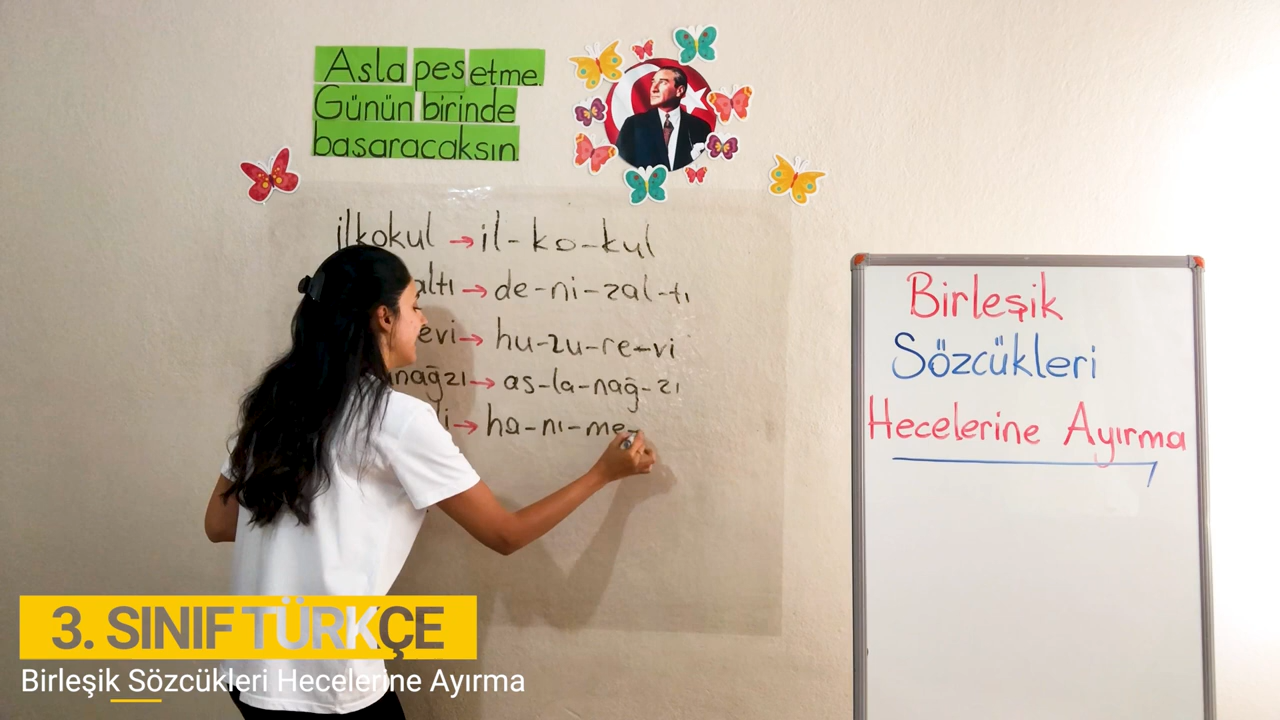 Asla pes etme.
Günün birinde
basaracaksın.
ilkokul → il-ko-kul
altı → de-ni-zal-tı
evi → hu-zu-re-vi
nağzı → as-la-nağ-zı
li → ha-nı-me-
Birleşik
Sözcükleri
Hecelerine Ayırma
3. SINIF TÜRKÇE
Birleşik Sözcükleri Hecelerine Ayırma